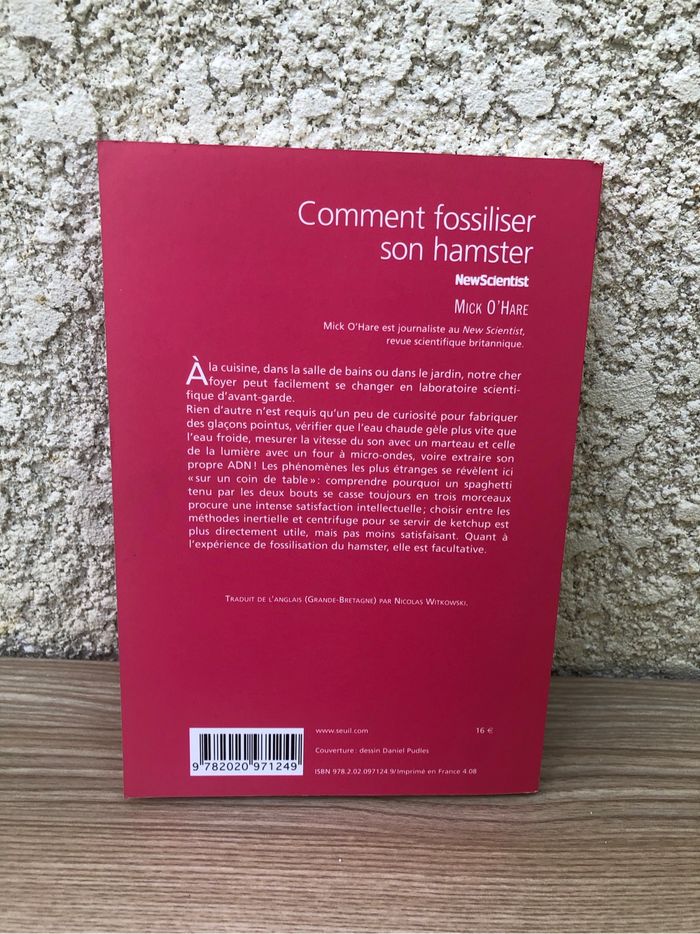 Comment fossiliser
son hamster
NewScientist
MICK O'HARE
Mick O'Hare est journaliste au New Scientist,
revue scientifique britannique.
À la cuisine, dans la salle de bains ou dans le jardin, notre cher
foyer peut facilement se changer en laboratoire scienti-
fique d'avant-garde.
Rien d'autre n'est requis qu'un peu de curiosité pour fabriquer
des glaçons pointus, vérifier que l'eau chaude gèle plus vite que
l'eau froide, mesurer la vitesse du son avec un marteau et celle
de la lumière avec un four à micro-ondes, voire extraire son
propre ADN! Les phénomènes les plus étranges se révèlent ici
« sur un coin de table » : comprendre pourquoi un spaghetti
tenu par les deux bouts se casse toujours en trois morceaux
procure une intense satisfaction intellectuelle ; choisir entre les
méthodes inertielle et centrifuge pour se servir de ketchup est
plus directement utile, mais pas moins satisfaisant. Quant à
l'expérience de fossilisation du hamster, elle est facultative.
TRADUIT DE L'ANGLAIS (GRANDE-BRETAGNE) PAR NICOLAS WITKOWSKI.
www.seuil.com 16 €
Couverture : dessin Daniel Pudles
ISBN 978.2.02.097124.9/Imprimé en France 4.08
9 782020 971249